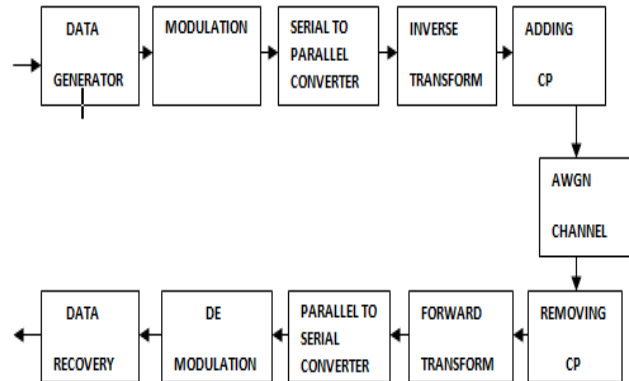 DATA
GENERATOR
MODULATION
SERIAL TO
PARALLEL
CONVERTER
INVERSE
TRANSFORM
ADDING
CP
AWGN
CHANNEL
DATA
RECOVERY
DE
MODULATION
PARALLEL TO
SERIAL
CONVERTER
FORWARD
TRANSFORM
REMOVING
CP